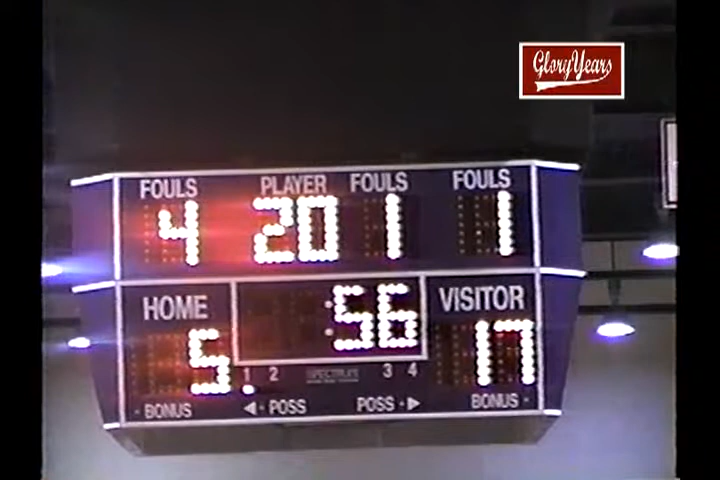 GloryYears
FOULS PLAYER FOULS FOULS
4 20 1 1
HOME :56 VISITOR
5 17
1 2 SPECTRUM 3 4
BONUS ◀ POSS POSS ▶ BONUS